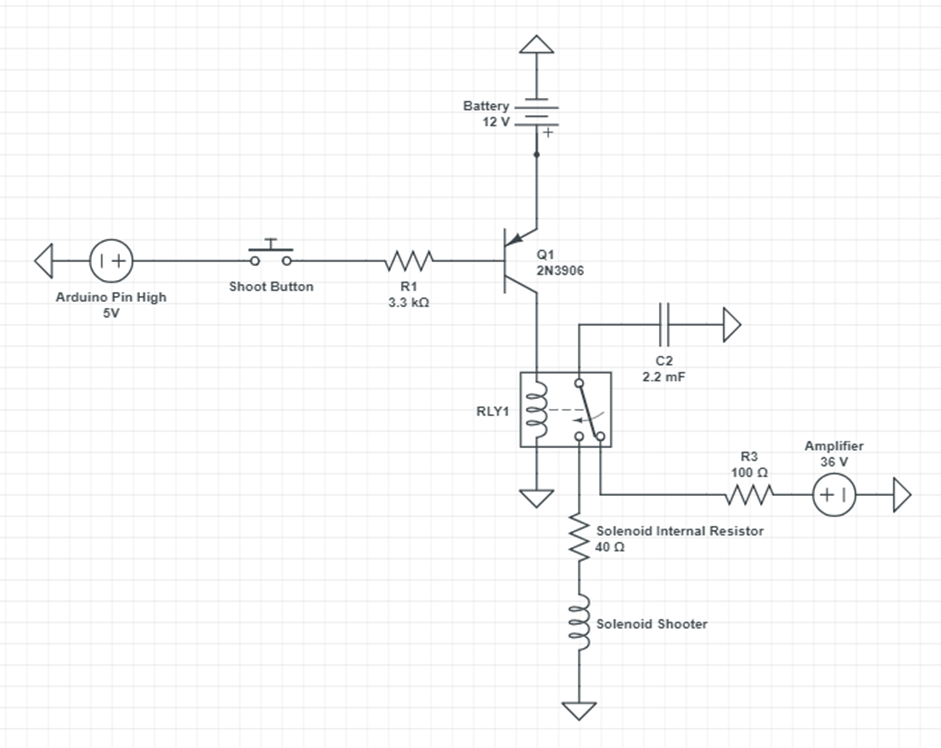 Battery
12 V
+
Q1
2N3906
Arduino Pin High
5V
Shoot Button
R1
3.3 kΩ
C2
2.2 mF
RLY1
R3
100 Ω
Amplifier
36 V
Solenoid Internal Resistor
40 Ω
Solenoid Shooter